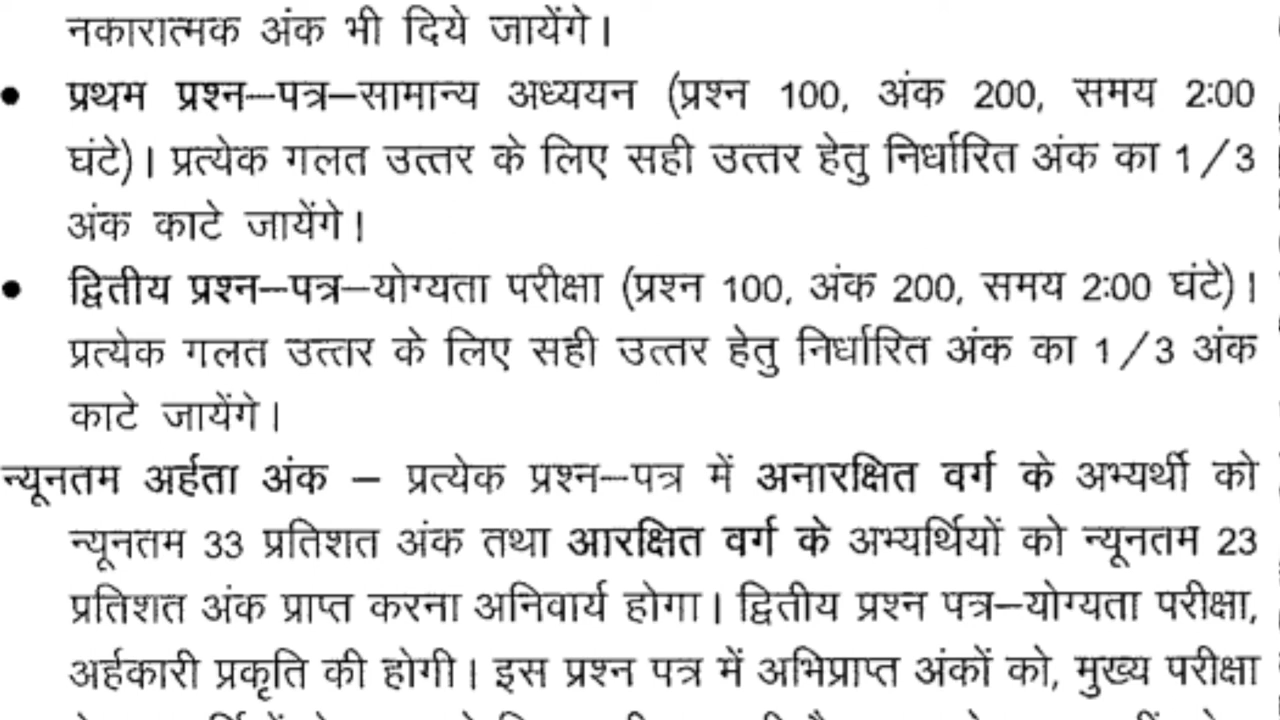 नकारात्मक अंक भी दिये जायेंगे।
• प्रथम प्रश्न–पत्र–सामान्य अध्ययन (प्रश्न 100, अंक 200, समय 2:00
घंटे)। प्रत्येक गलत उत्तर के लिए सही उत्तर हेतु निर्धारित अंक का 1/3
अंक काटे जायेंगे।
• द्वितीय प्रश्न–पत्र–योग्यता परीक्षा (प्रश्न 100, अंक 200, समय 2:00 घंटे)।
प्रत्येक गलत उत्तर के लिए सही उत्तर हेतु निर्धारित अंक का 1/3 अंक
काटे जायेंगे।
न्यूनतम अर्हता अंक – प्रत्येक प्रश्न–पत्र में अनारक्षित वर्ग के अभ्यर्थी को
न्यूनतम 33 प्रतिशत अंक तथा आरक्षित वर्ग के अभ्यर्थियों को न्यूनतम 23
प्रतिशत अंक प्राप्त करना अनिवार्य होगा। द्वितीय प्रश्न पत्र–योग्यता परीक्षा,
अर्हकारी प्रकृति की होगी। इस प्रश्न पत्र में अभिप्राप्त अंकों को, मुख्य परीक्षा